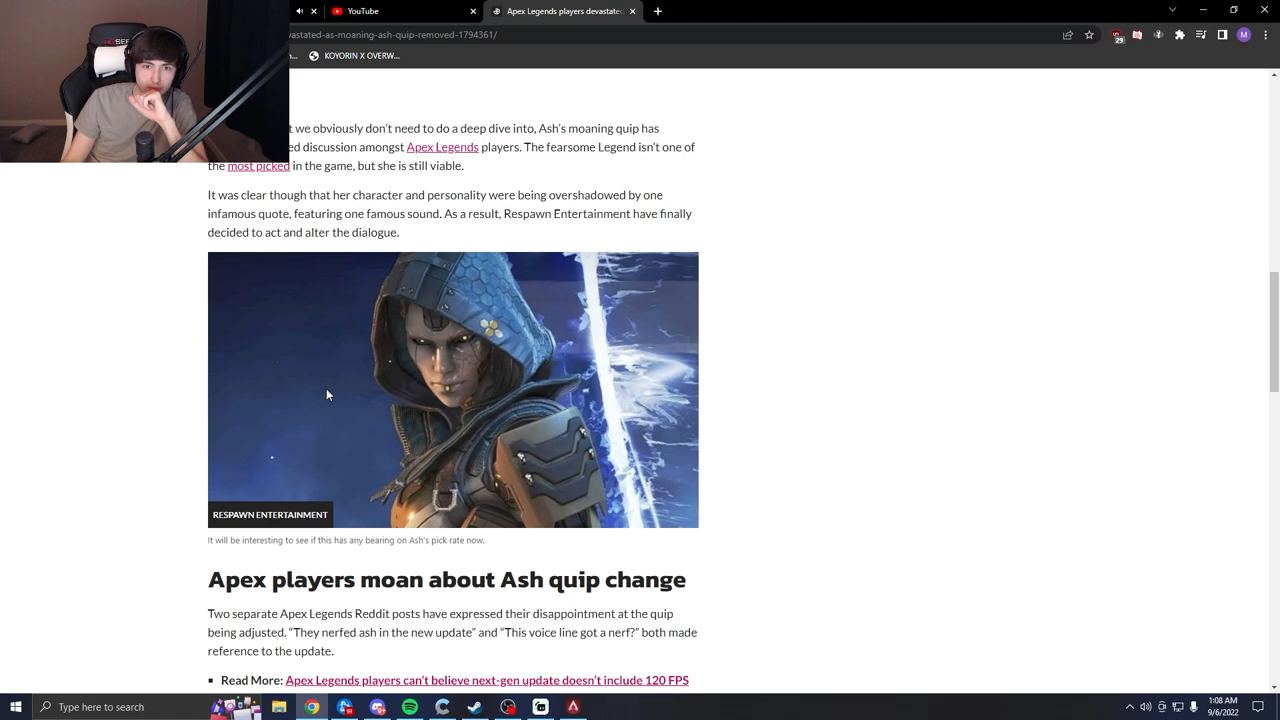 YouTube
Apex Legends players devastate
vastated-as-moaning-ash-quip-removed-1794361/
25
M
KOYORIN X OVERW...
t we obviously don't need to do a deep dive into, Ash's moaning quip has
ed discussion amongst Apex Legends players. The fearsome Legend isn't one of
the most picked in the game, but she is still viable.
It was clear though that her character and personality were being overshadowed by one
infamous quote, featuring one famous sound. As a result, Respawn Entertainment have finally
decided to act and alter the dialogue.
RESPAWN ENTERTAINMENT
It will be interesting to see if this has any bearing on Ash's pick rate now.
Apex players moan about Ash quip change
Two separate Apex Legends Reddit posts have expressed their disappointment at the quip
being adjusted. “They nerfed ash in the new update” and “This voice line got a nerf?” both made
reference to the update.
Read More: Apex Legends players can't believe next-gen update doesn't include 120 FPS
Type here to search
1:08 AM
9/6/2022